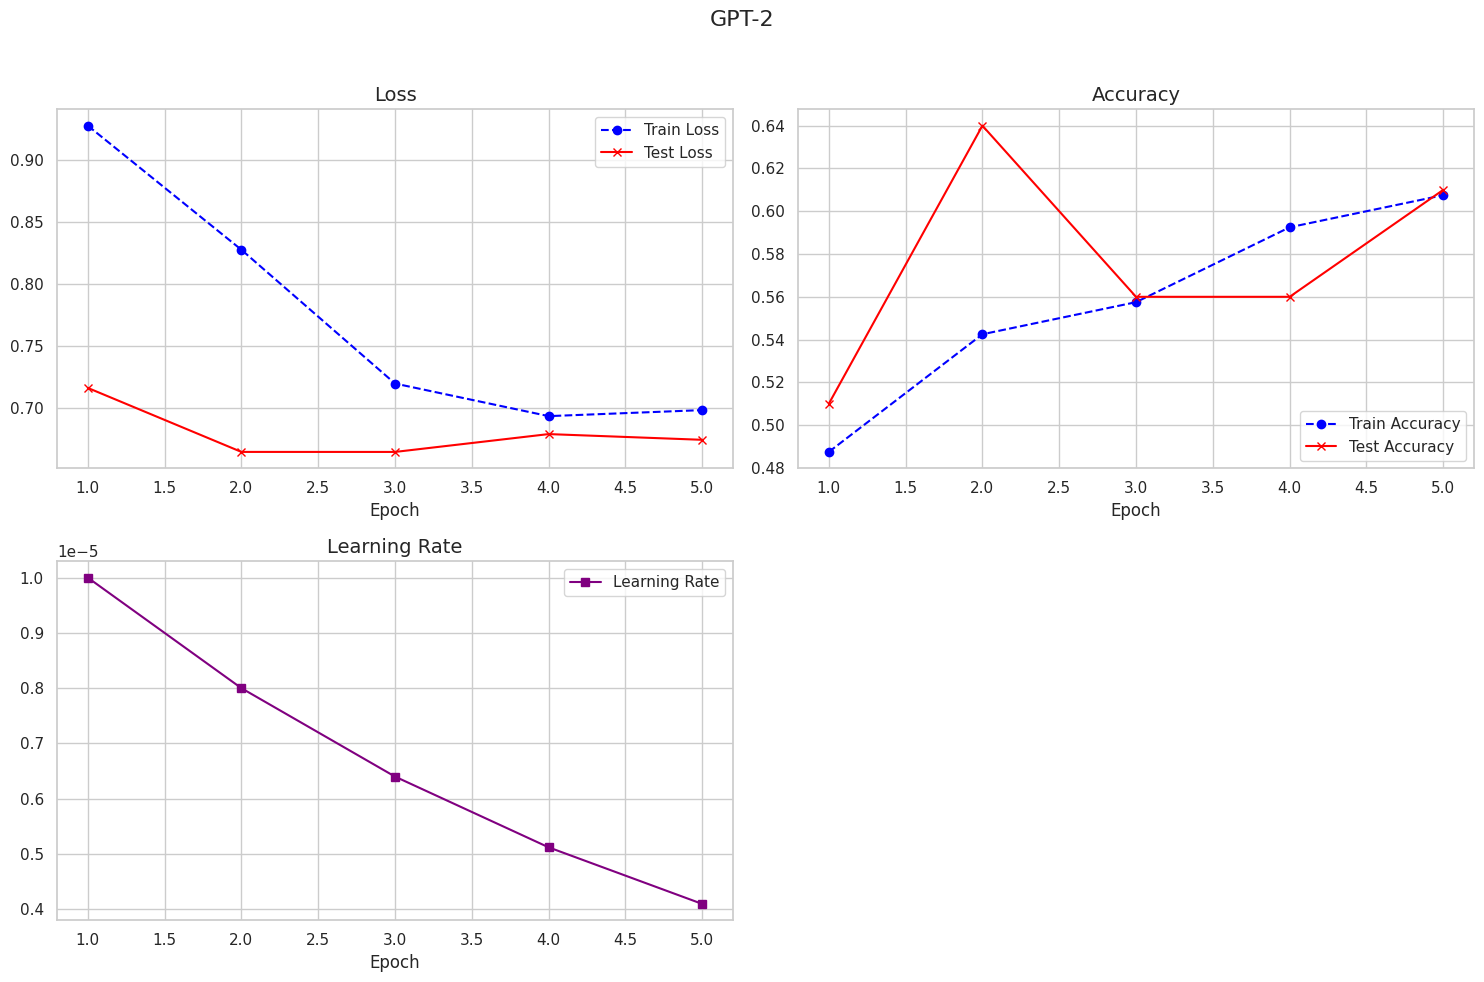 GPT-2
Loss
Train Loss
Test Loss
0.90
0.85
0.80
0.75
0.70
1.0 1.5 2.0 2.5 3.0 3.5 4.0 4.5 5.0
Epoch
Accuracy
0.64
0.62
0.60
0.58
0.56
0.54
0.52
0.50
0.48
Train Accuracy
Test Accuracy
1.0 1.5 2.0 2.5 3.0 3.5 4.0 4.5 5.0
Epoch
Learning Rate
1e−5
Learning Rate
1.0
0.9
0.8
0.7
0.6
0.5
0.4
1.0 1.5 2.0 2.5 3.0 3.5 4.0 4.5 5.0
Epoch